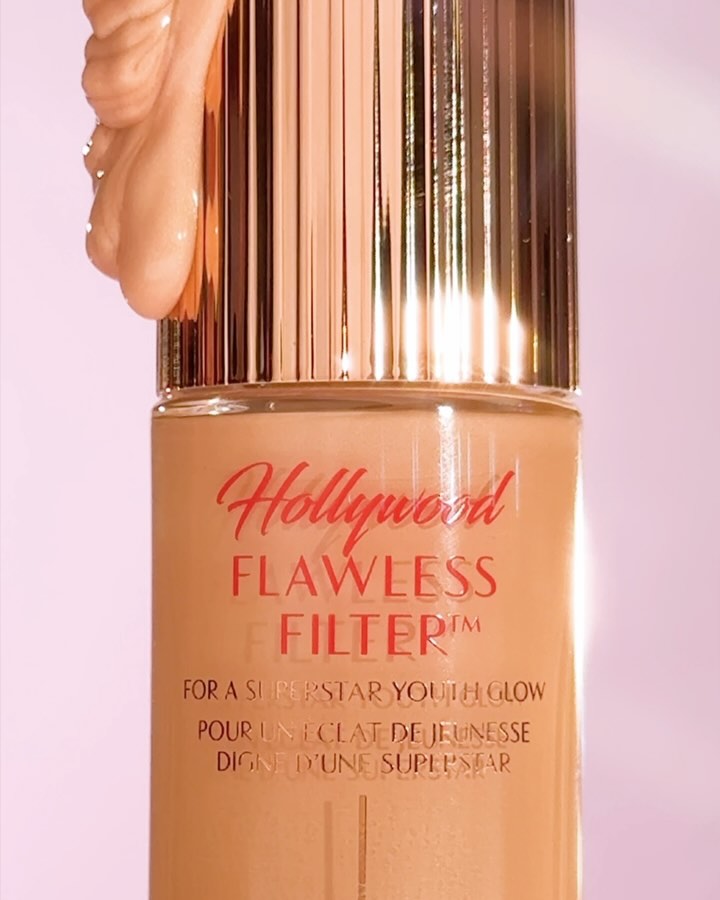 Hollywood
FLAWLESS
FILTER™
FOR A SUPERSTAR YOUTH GLOW
POUR UN ECLAT DE JEUNESSE
DIGNE D'UNE SUPERSTAR